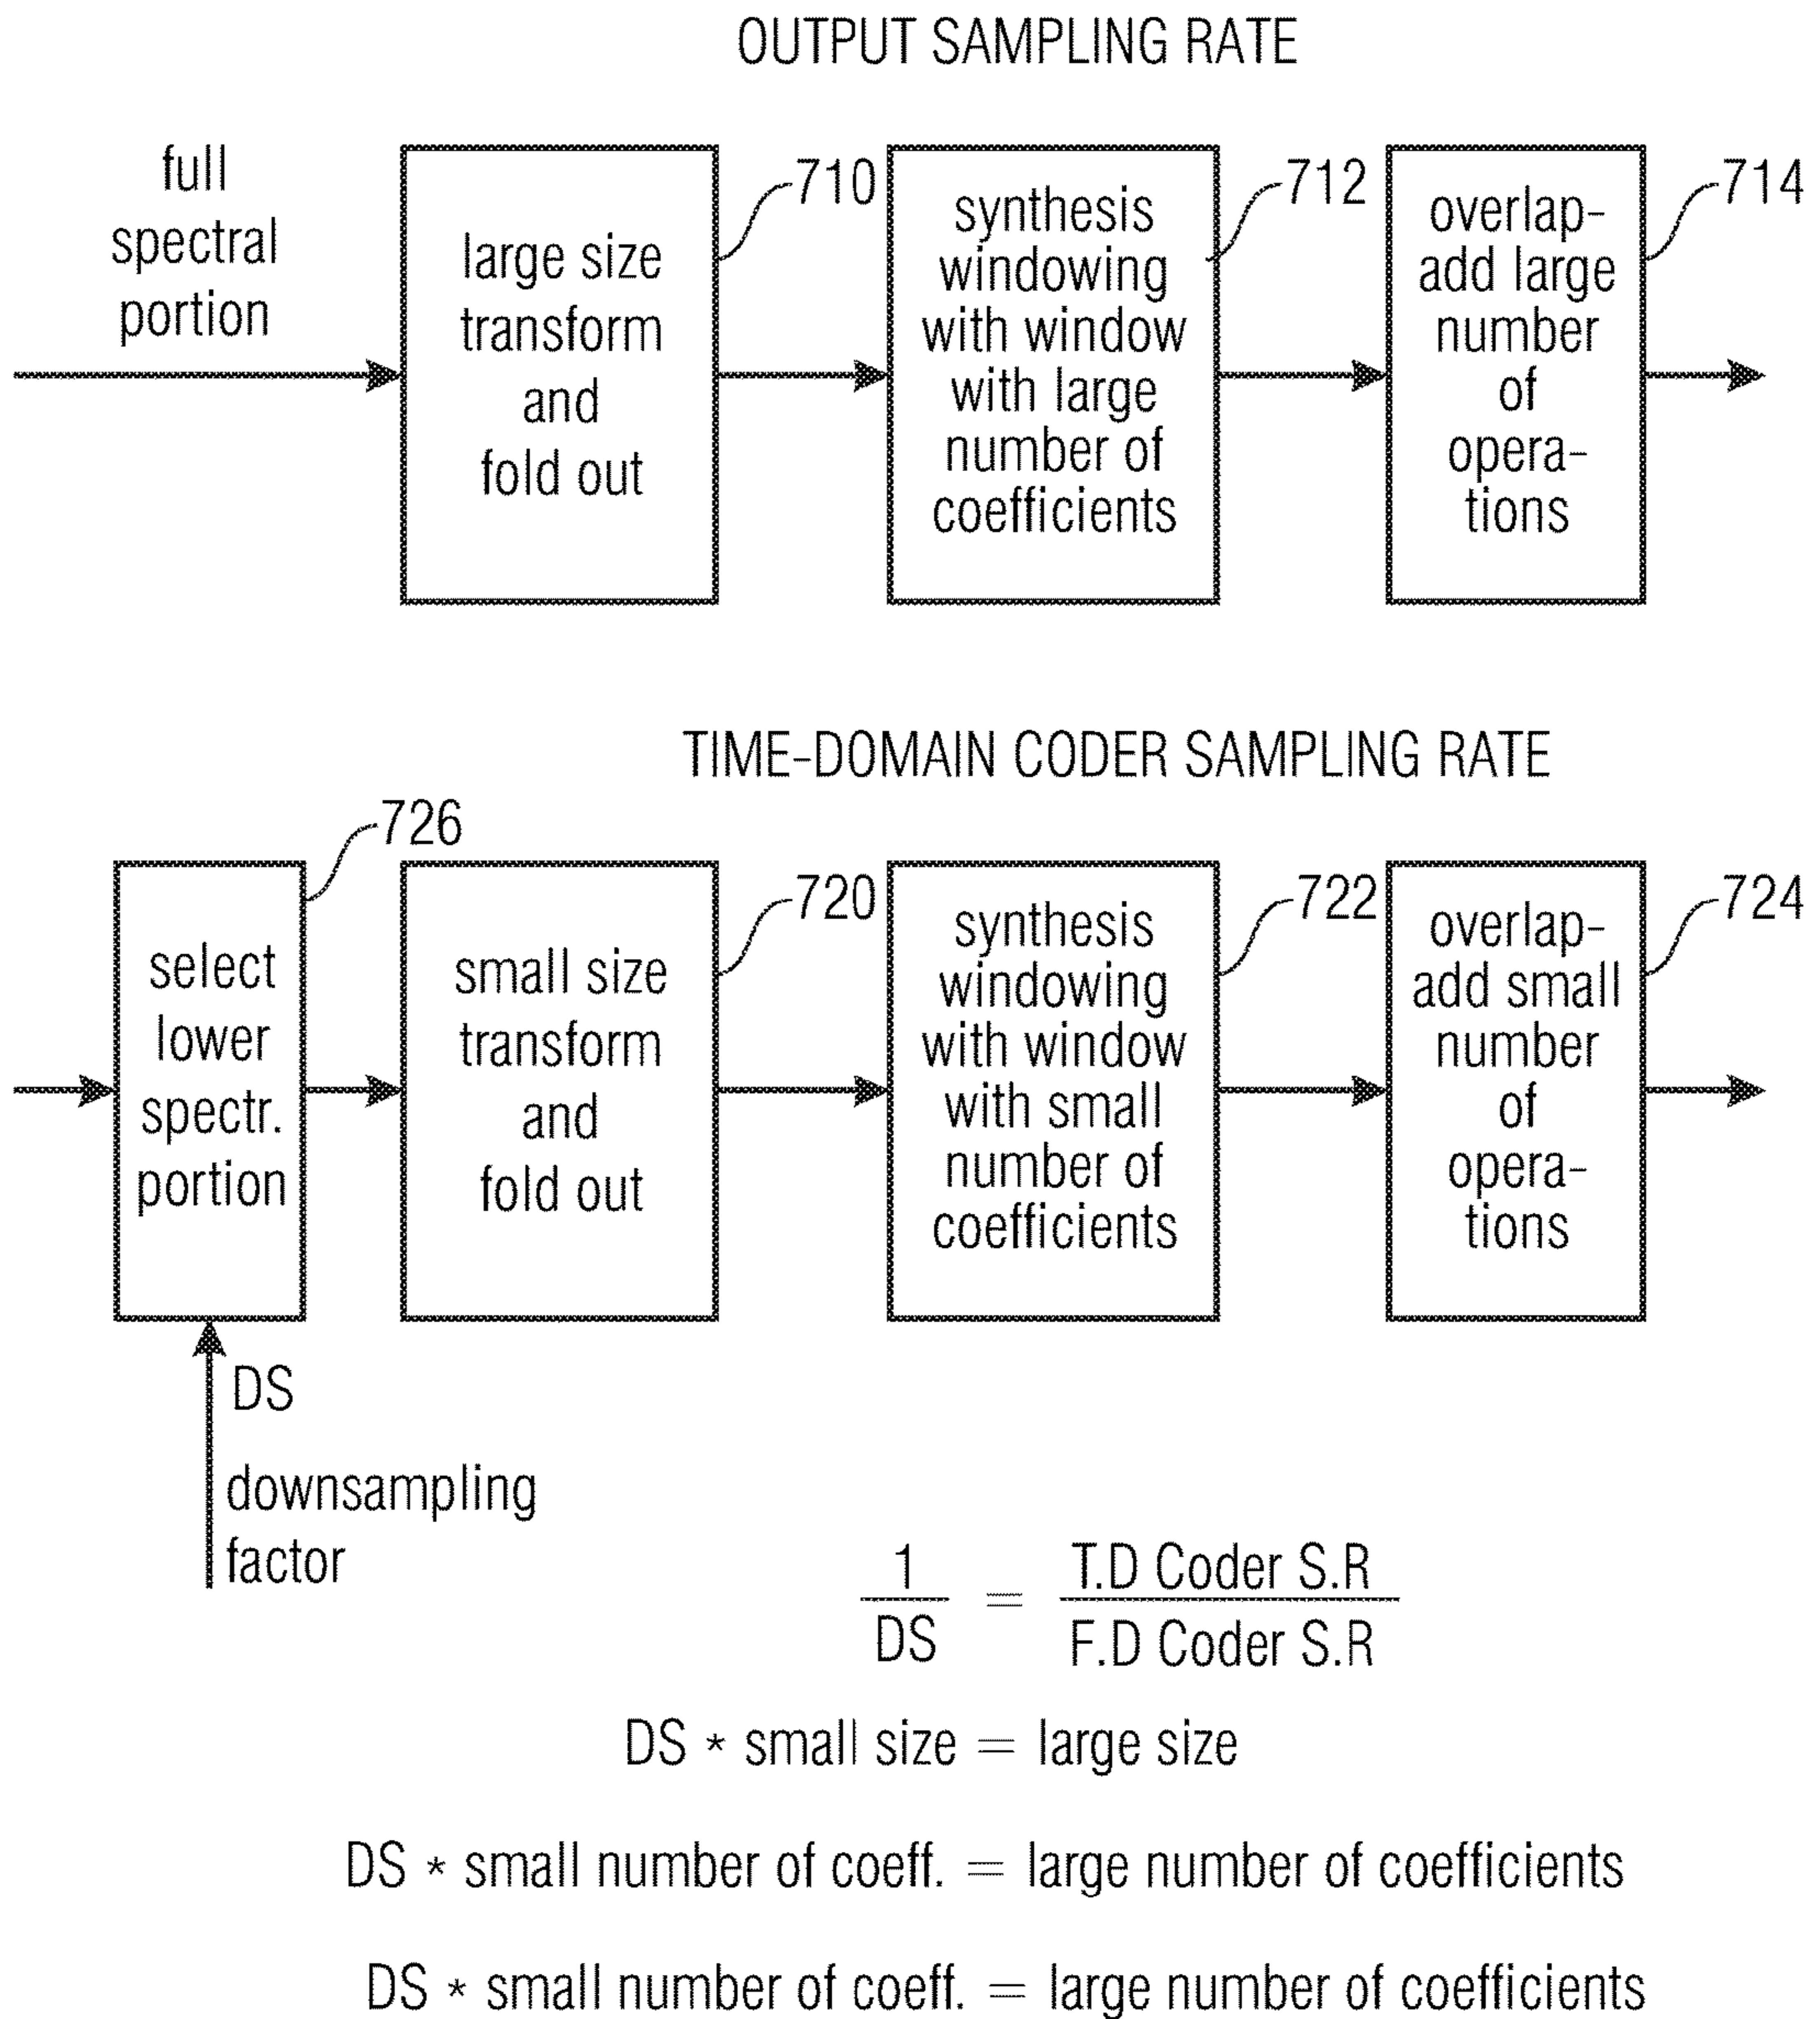 OUTPUT SAMPLING RATE
full
spectral
portion
large size
transform
and
fold out
710
synthesis
windowing
with window
with large
number of
coefficients
712
overlap-
add large
number
of
opera-
tions
714
TIME-DOMAIN CODER SAMPLING RATE
726
select
lower
spectr.
portion
small size
transform
and
fold out
720
synthesis
windowing
with window
with small
number of
coefficients
722
overlap-
add small
number
of
opera-
tions
724
DS
downsampling
factor
1
DS
=
T.D Coder S.R
F.D Coder S.R
DS * small size = large size
DS * small number of coeff. = large number of coefficients
DS * small number of coeff. = large number of coefficients